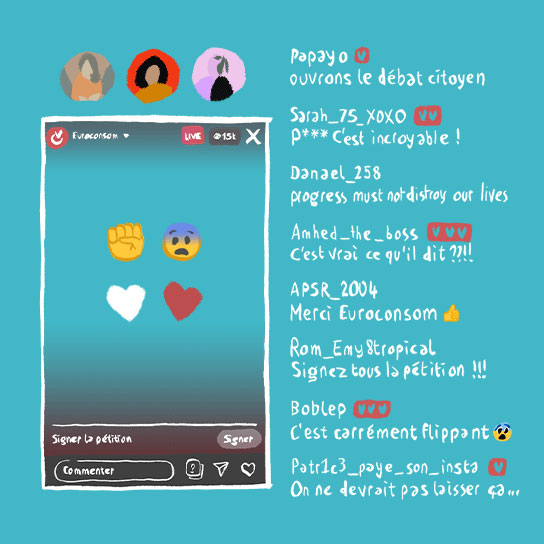 Euroconsom
LIVE
15k
Signer la pétition
Signer
Commenter
?
Papayo
ouvrons le débat citoyen
Sarah_75_XOXO
P*** C'est incroyable !
Danael_258
progress must not distroy our lives
Amhed_the_boss
C'est vrai ce qu'il dit ??!!
APSR_2004
Merci Euroconsom
Rom_Emy8tropical
Signez tous la pétition !!!
Boblep
C'est carrément flippant
Patr1c3_paye_son_insta
On ne devrait pas laisser ça...